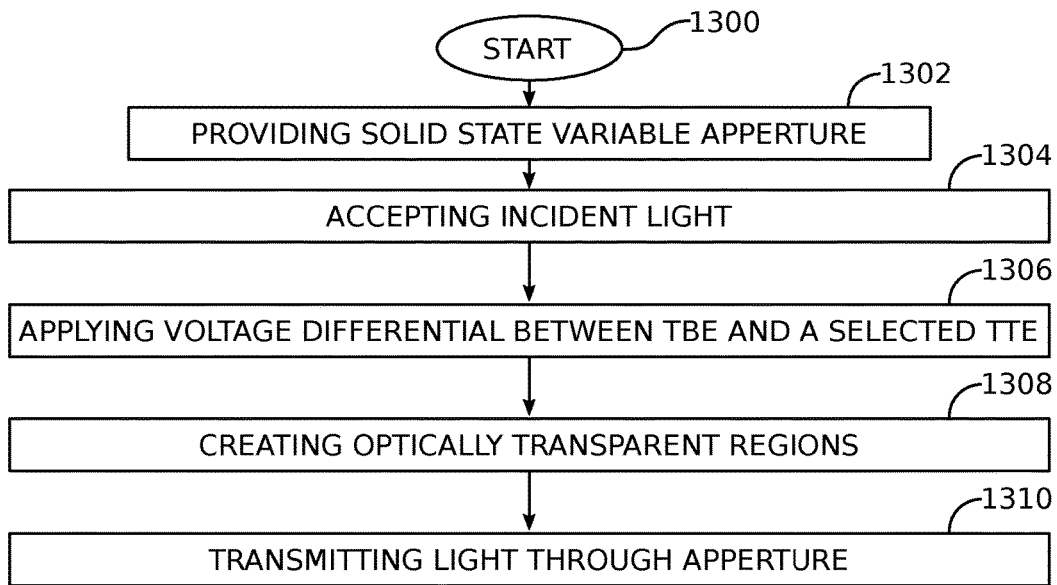 START
1300
1302
PROVIDING SOLID STATE VARIABLE APPERTURE
1304
ACCEPTING INCIDENT LIGHT
1306
APPLYING VOLTAGE DIFFERENTIAL BETWEEN TBE AND A SELECTED TTE
1308
CREATING OPTICALLY TRANSPARENT REGIONS
1310
TRANSMITTING LIGHT THROUGH APPERTURE